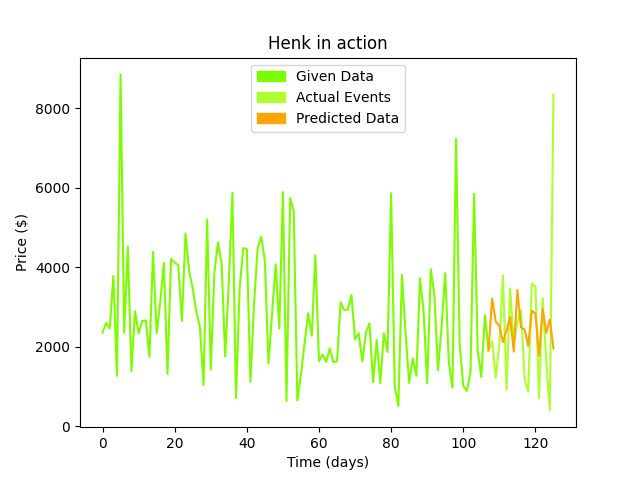 Henk in action
Given Data
Actual Events
Predicted Data
Price ($)
8000
6000
4000
2000
0
0 20 40 60 80 100 120
Time (days)